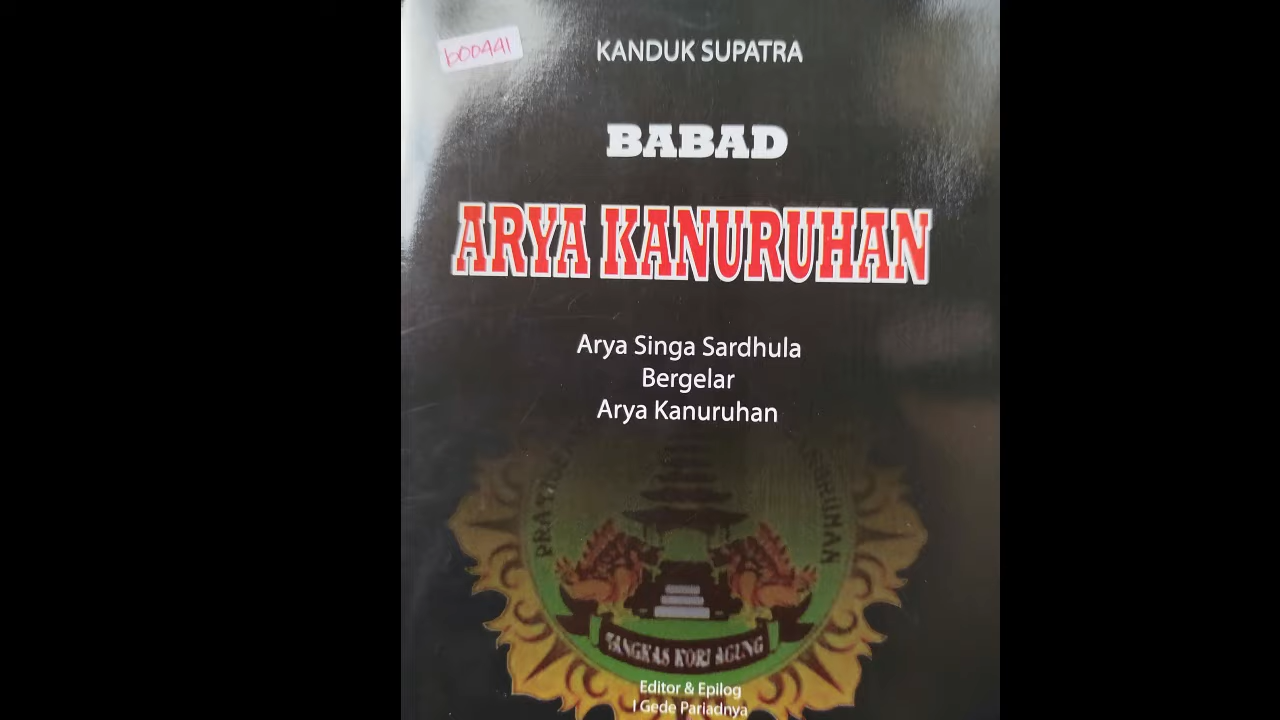 b00441
KANDUK SUPATRA
BABAD
ARYA KANURUHAN
Arya Singa Sardhula
Bergelar
Arya Kanuruhan
TANGKAS KORI AGUNG
Editor & Epilog
I Gede Pariadnya